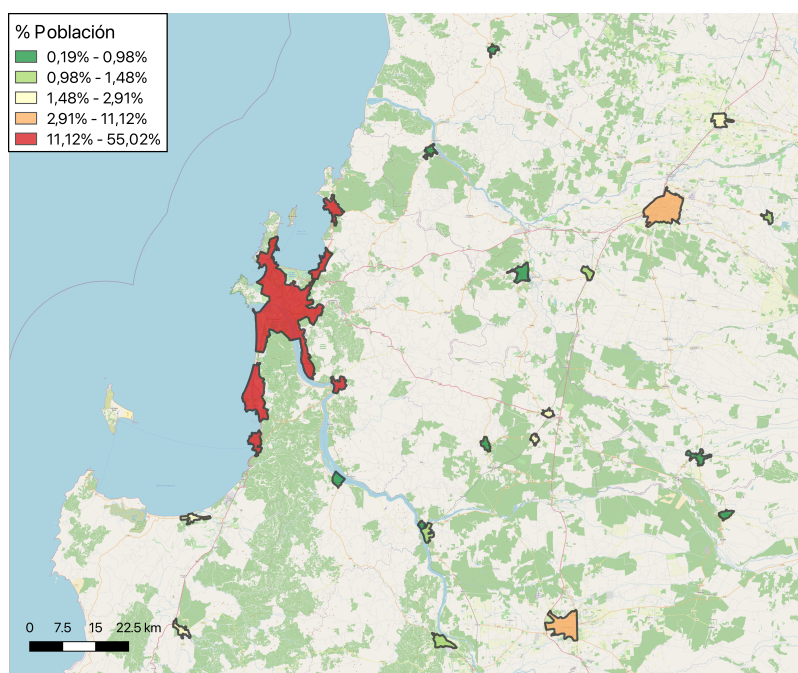 % Población
0,19% - 0,98%
0,98% - 1,48%
1,48% - 2,91%
2,91% - 11,12%
11,12% - 55,02%
0 7.5 15 22.5 km